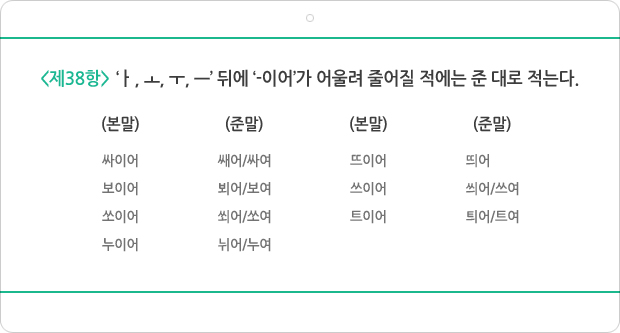 <제38항> ‘ㅏ, ㅗ, ㅜ, ㅡ’ 뒤에 ‘-이어’가 어울려 줄어질 적에는 준 대로 적는다.
(본말) (준말) (본말) (준말)
싸이어 쌔어/싸여 뜨이어 띄어
보이어 뵈어/보여 쓰이어 씌어/쓰여
쏘이어 쐬어/쏘여 트이어 틔어/트여
누이어 뉘어/누여